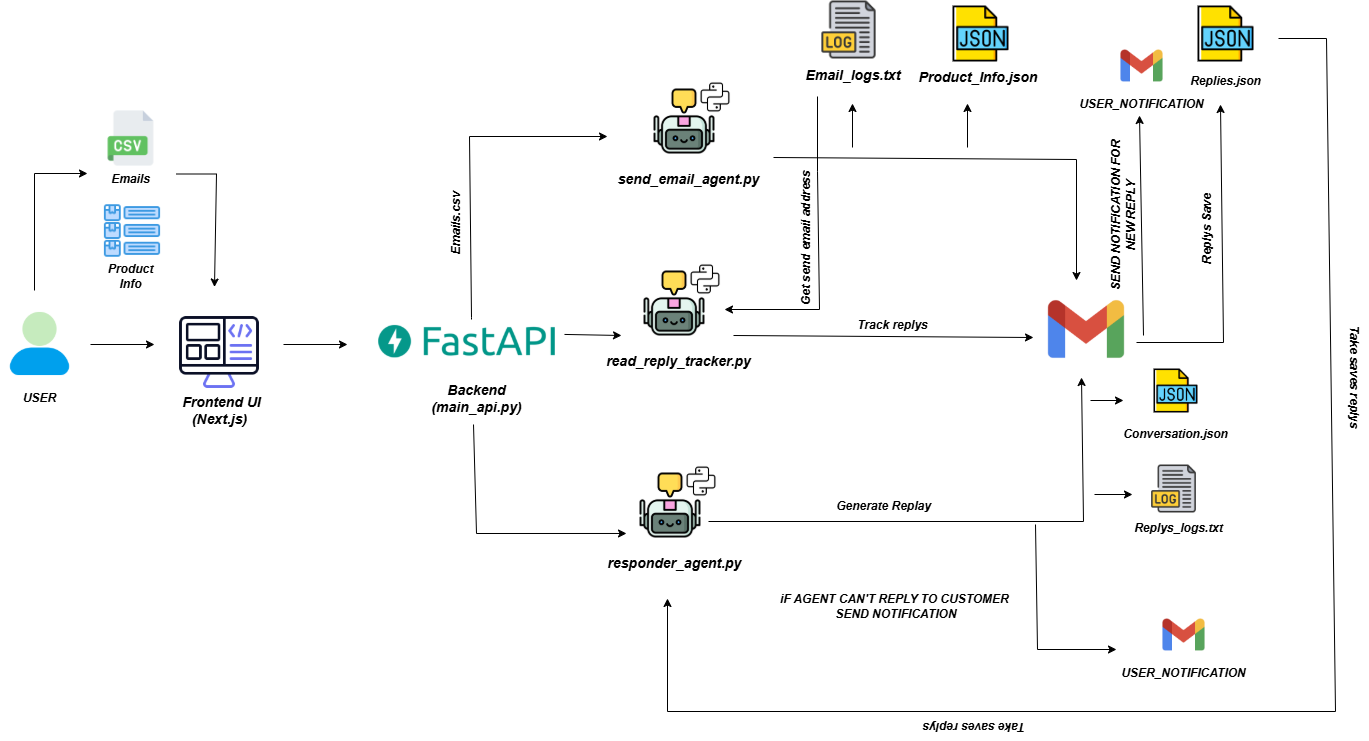 LOG
Email_logs.txt
JSON
Product_Info.json
USER_NOTIFICATION
JSON
Replies.json
CSV
Emails
Product
Info
USER
Frontend UI
(Next.js)
Emails.csv
FastAPI
Backend
(main_api.py)
send_email_agent.py
Get send email address
read_reply_tracker.py
Track replys
SEND NOTIFICATION FOR
NEW REPLY
Replys Save
JSON
Conversation.json
LOG
Replys_logs.txt
Generate Replay
responder_agent.py
iF AGENT CAN'T REPLY TO CUSTOMER
SEND NOTIFICATION
USER_NOTIFICATION
Take saves replys
Take saves replys